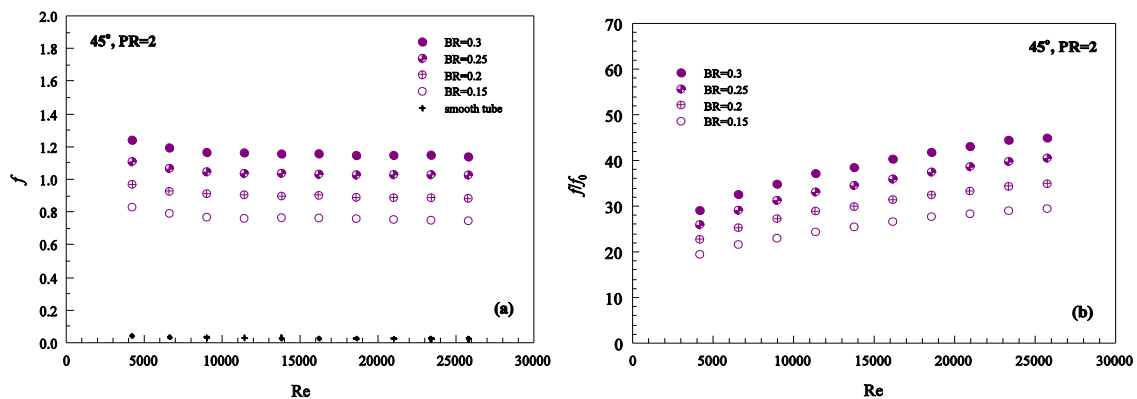 45°, PR=2
BR=0.3
BR=0.25
BR=0.2
BR=0.15
smooth tube
2.0
1.8
1.6
1.4
1.2
1.0
0.8
0.6
0.4
0.2
0.0
f
(a)
0 5000 10000 15000 20000 25000 30000
Re
45°, PR=2
BR=0.3
BR=0.25
BR=0.2
BR=0.15
70
60
50
40
30
20
10
0
f/f₀
(b)
0 5000 10000 15000 20000 25000 30000
Re